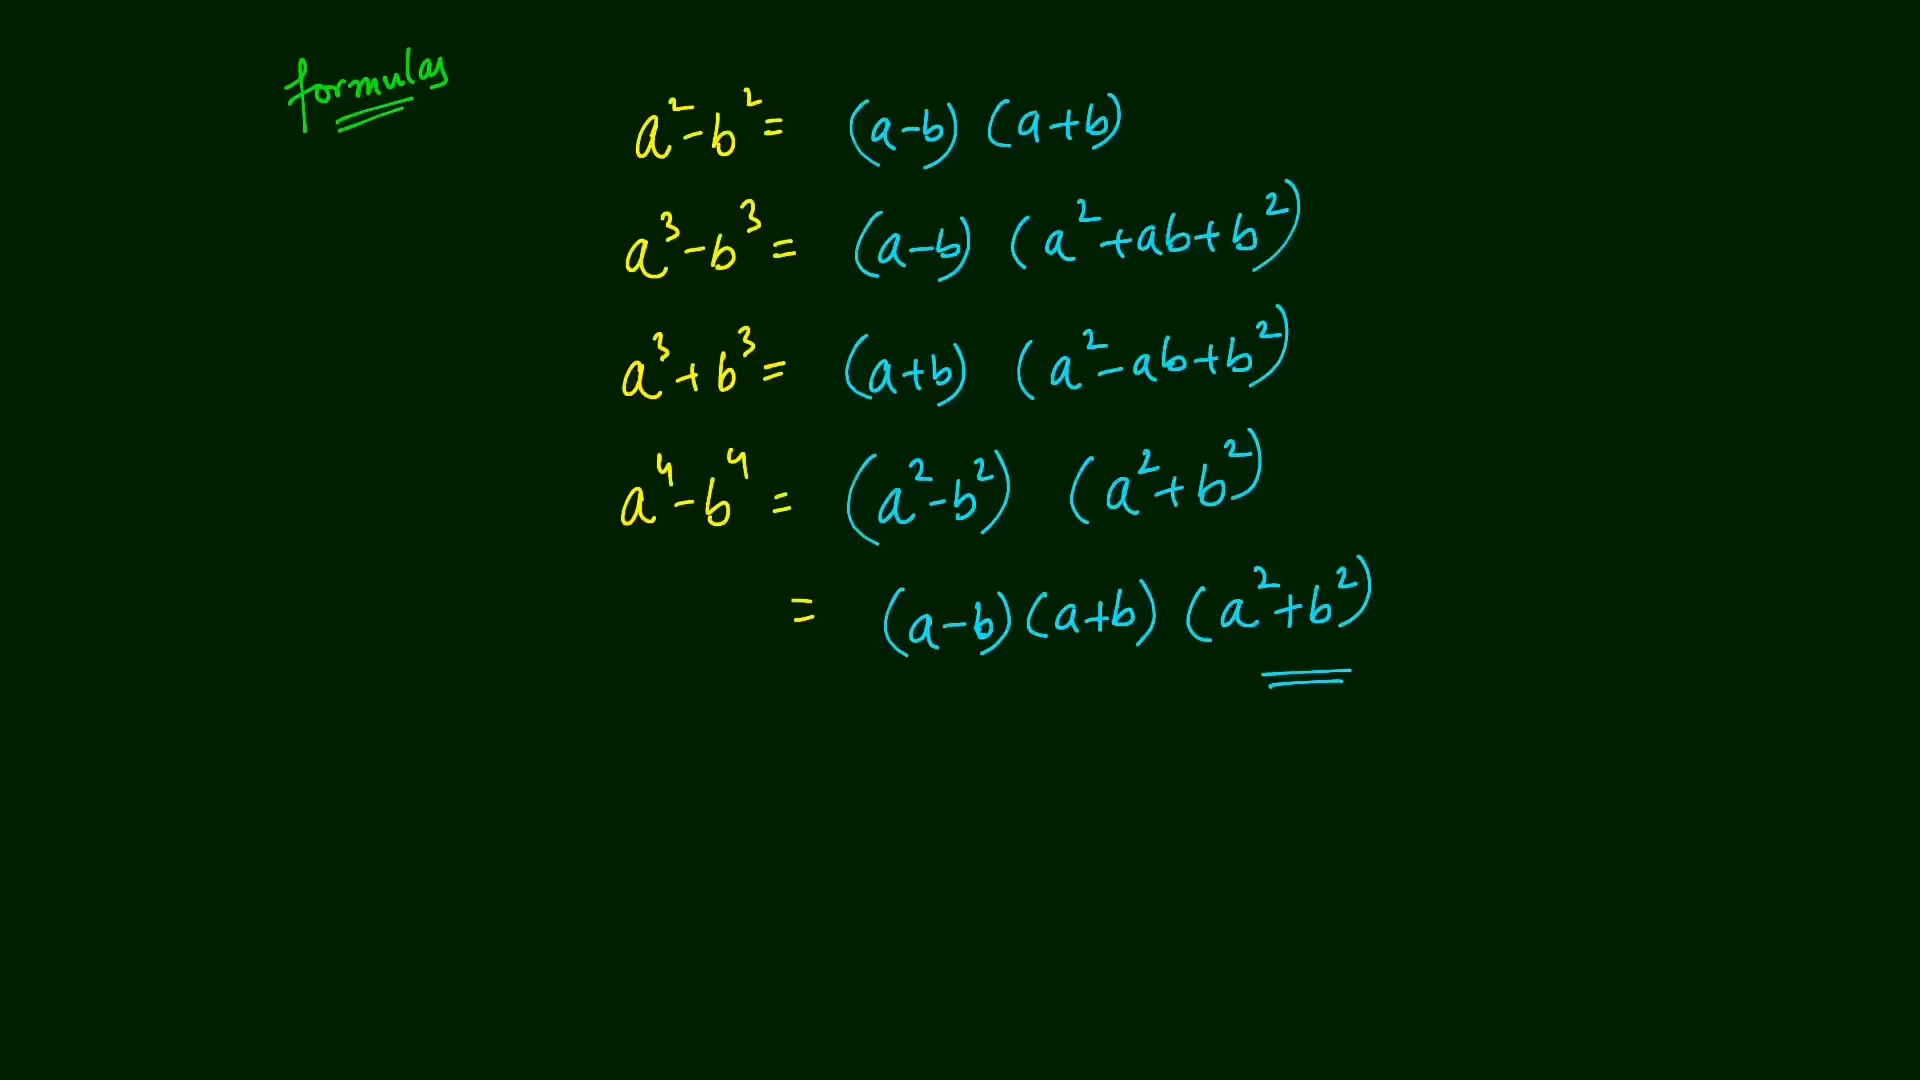 formulas
a²-b² = (a-b) (a+b)
a³-b³ = (a-b) (a²+ab+b²)
a³+b³ = (a+b) (a²-ab+b²)
a⁴-b⁴ = (a²-b²) (a²+b²)
= (a-b)(a+b) (a²+b²)